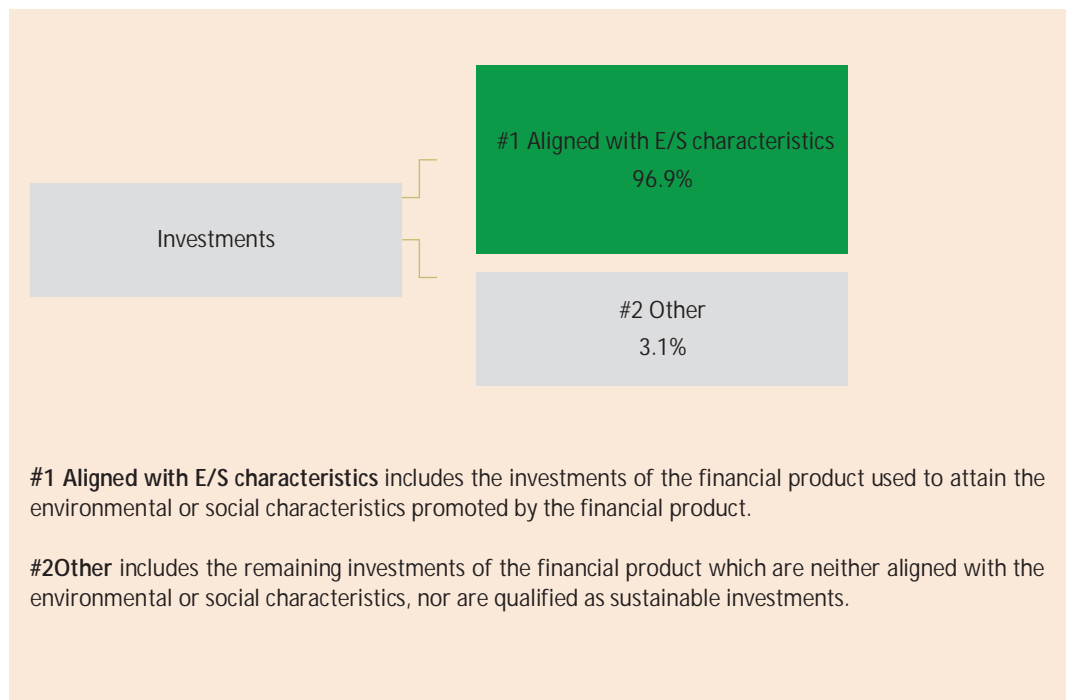 #1 Aligned with E/S characteristics
96.9%
Investments
#2 Other
3.1%
#1 Aligned with E/S characteristics includes the investments of the financial product used to attain the
environmental or social characteristics promoted by the financial product.
#2Other includes the remaining investments of the financial product which are neither aligned with the
environmental or social characteristics, nor are qualified as sustainable investments.